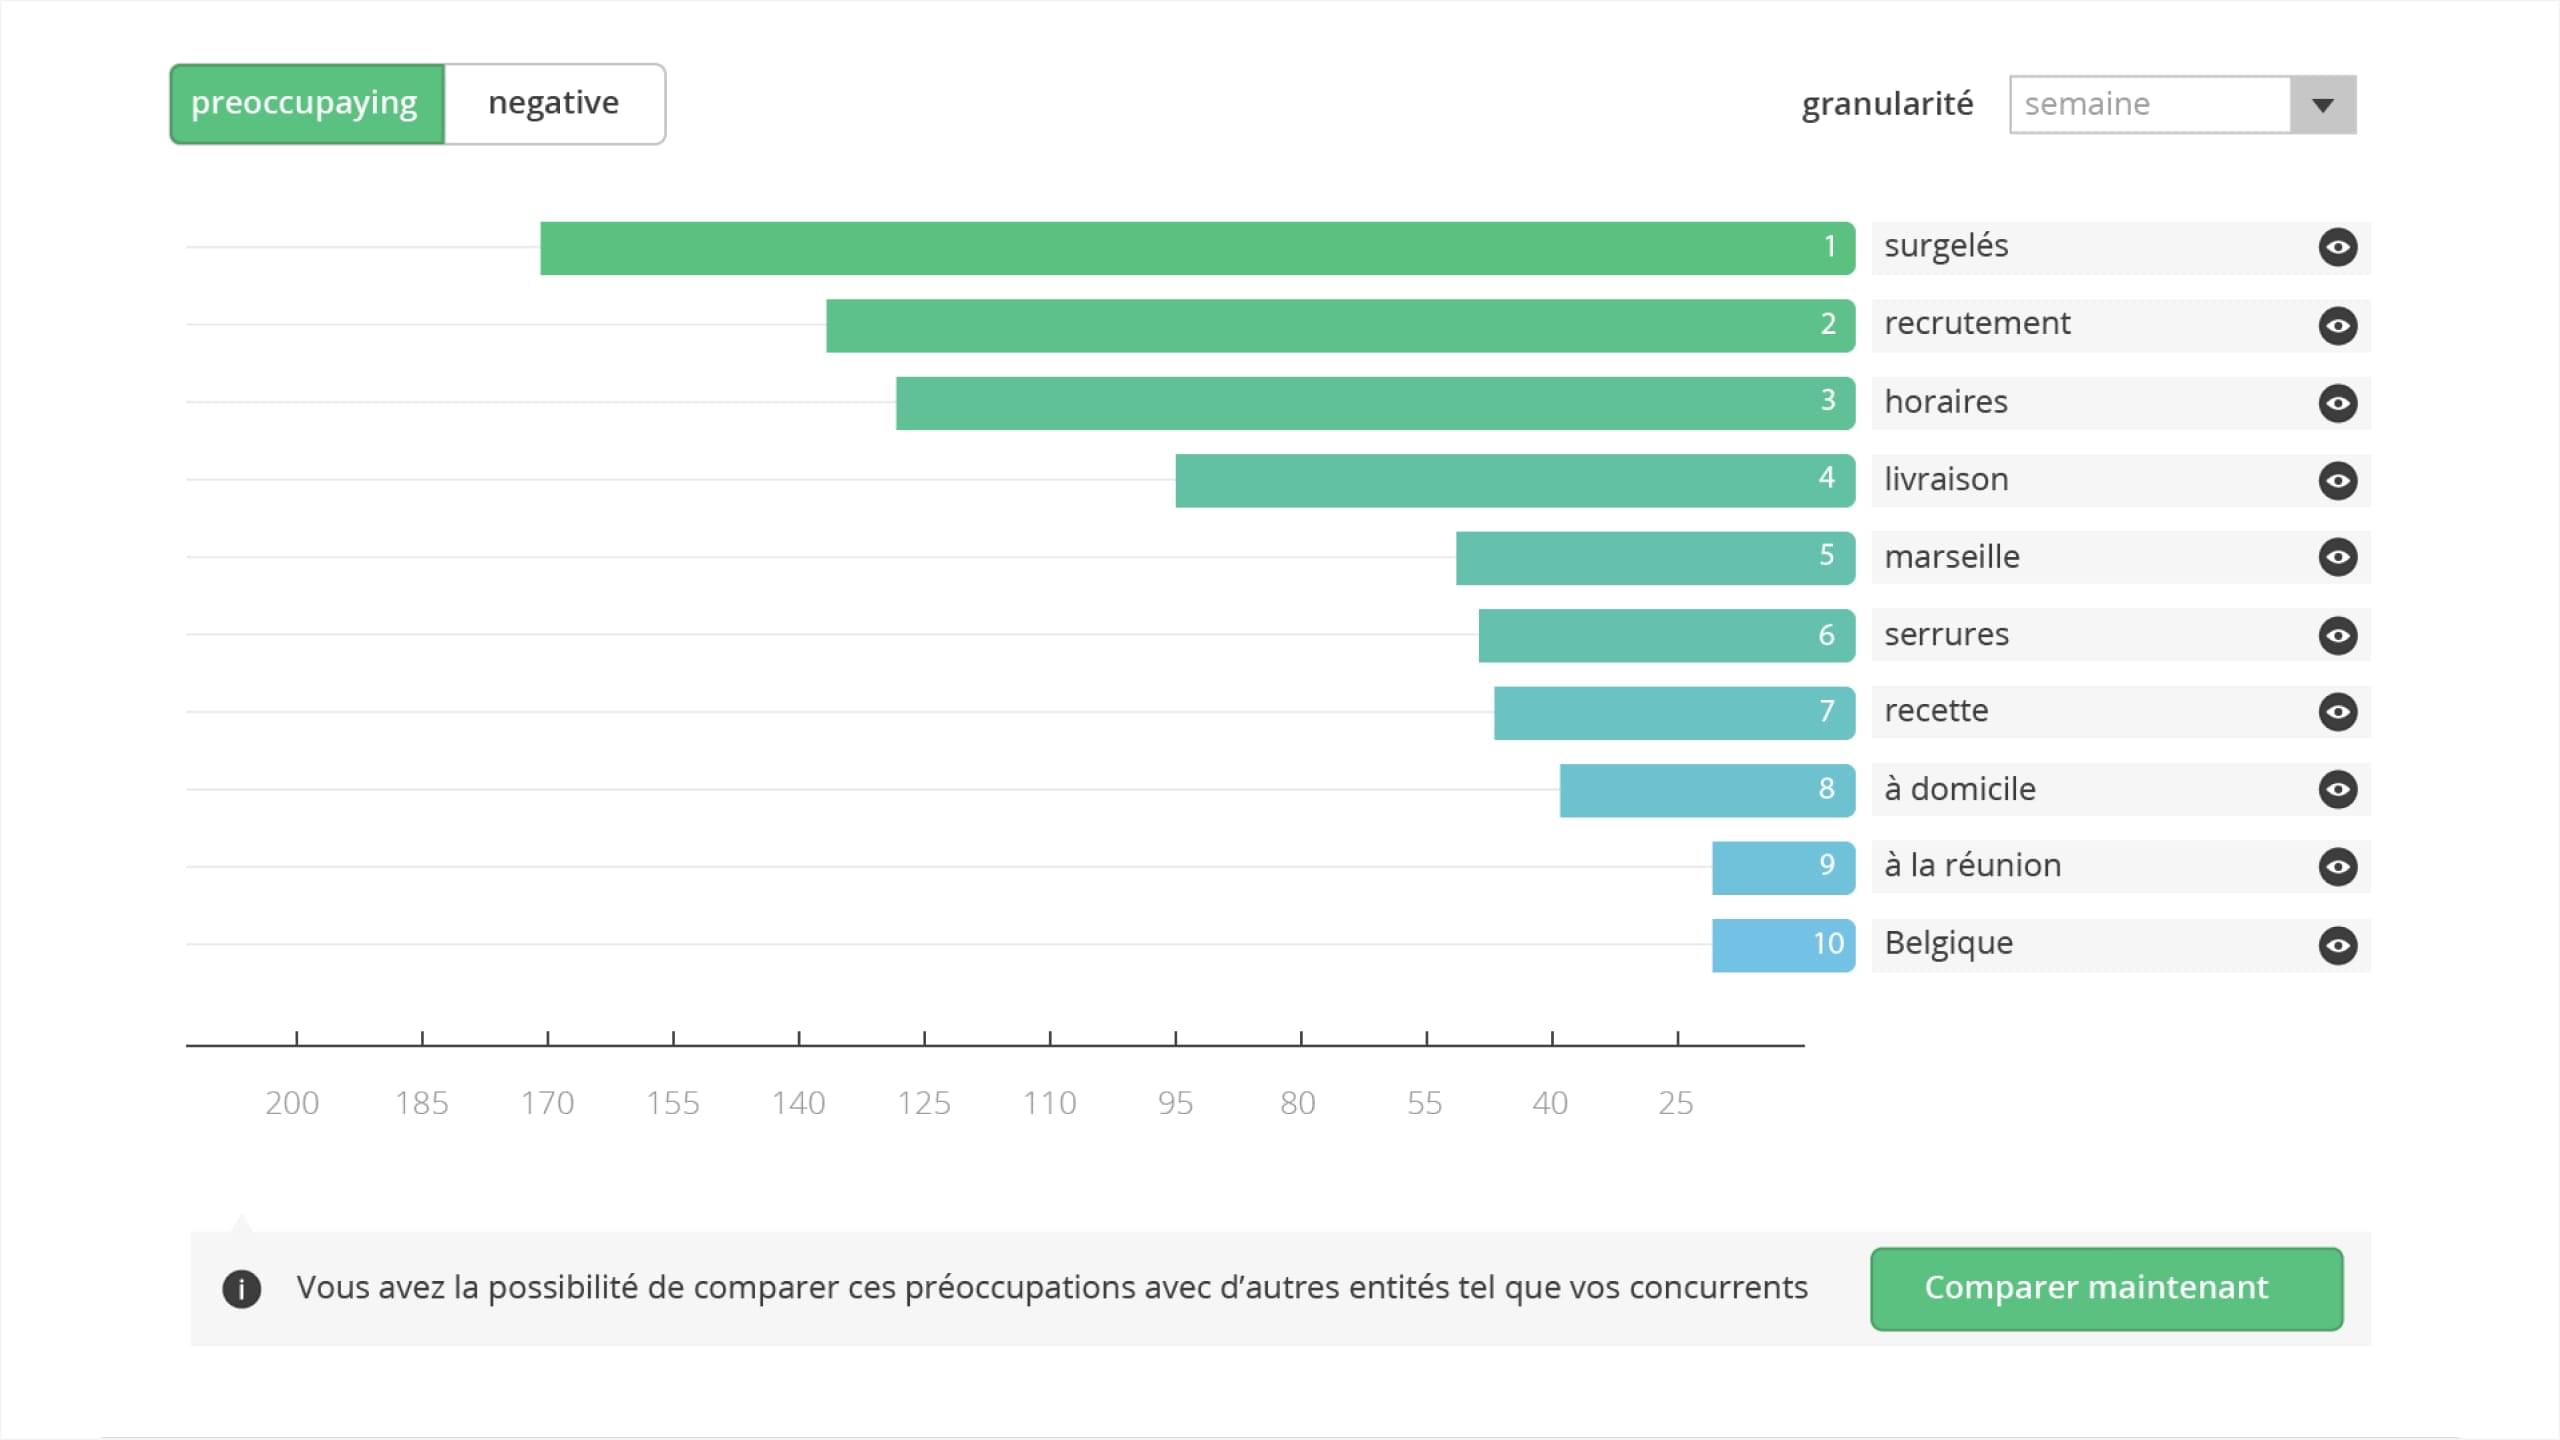 preoccupaying negative granularité semaine
1 surgelés
2 recrutement
3 horaires
4 livraison
5 marseille
6 serrures
7 recette
8 à domicile
9 à la réunion
10 Belgique
200 185 170 155 140 125 110 95 80 55 40 25
i Vous avez la possibilité de comparer ces préoccupations avec d’autres entités tel que vos concurrents Comparer maintenant